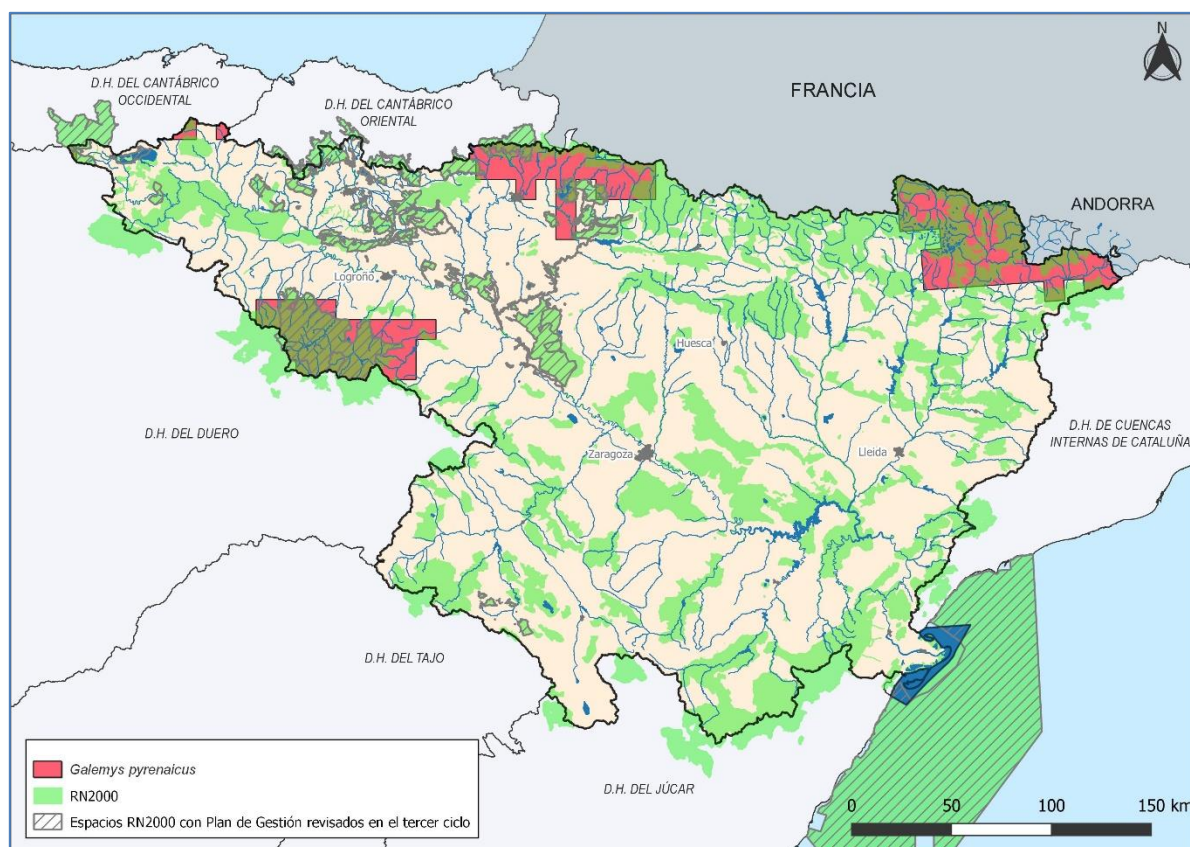 N
D.H. DEL CANTÁBRICO
OCCIDENTAL
D.H. DEL CANTÁBRICO
ORIENTAL
FRANCIA
ANDORRA
Logroño
Huesca
D.H. DEL DUERO
Zaragoza
Lleida
D.H. DE CUENCAS
INTERNAS DE CATALUÑA
D.H. DEL TAJO
D.H. DEL JÚCAR
Galemys pyrenaicus
RN2000
Espacios RN2000 con Plan de Gestión revisados en el tercer ciclo
0 50 100 150 km